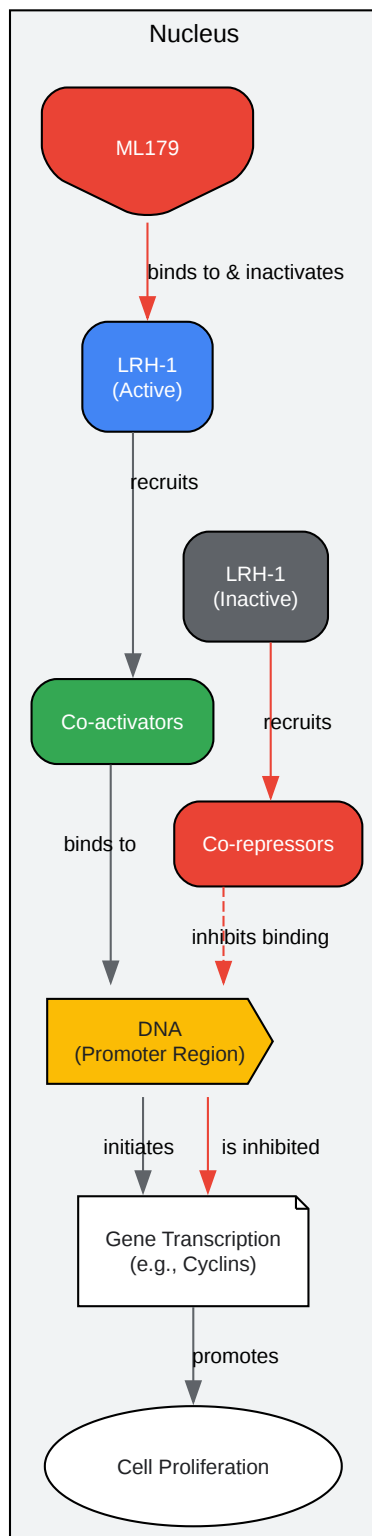 Nucleus
ML179
binds to & inactivates
LRH-1
(Active)
recruits
LRH-1
(Inactive)
Co-activators
recruits
Co-repressors
binds to
inhibits binding
DNA
(Promoter Region)
initiates
is inhibited
Gene Transcription
(e.g., Cyclins)
promotes
Cell Proliferation